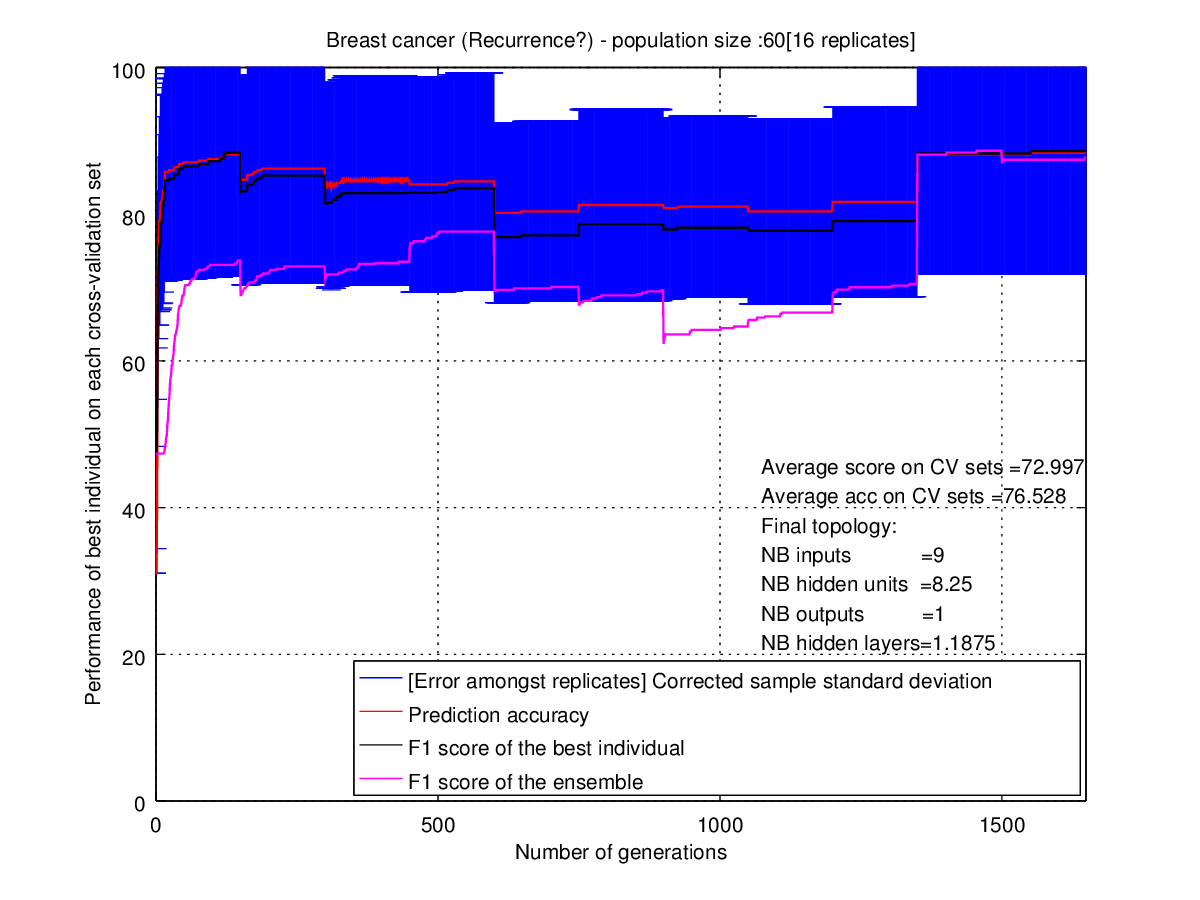 Breast cancer (Recurrence?) - population size :60[16 replicates]
Performance of best individual on each cross-validation set
100
80
60
40
20
0
Average score on CV sets =72.997
Average acc on CV sets =76.528
Final topology:
NB inputs =9
NB hidden units =8.25
NB outputs =1
NB hidden layers=1.1875
[Error amongst replicates] Corrected sample standard deviation
Prediction accuracy
F1 score of the best individual
F1 score of the ensemble
0 500 1000 1500
Number of generations